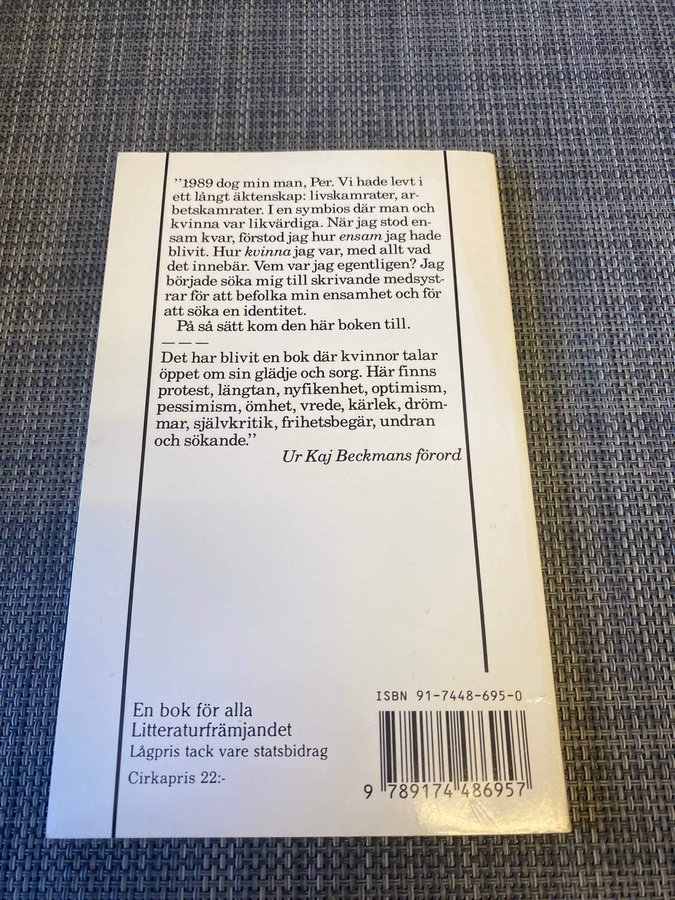 "1989 dog min man, Per. Vi hade levt i
ett långt äktenskap: livskamrater, ar-
betskamrater. I en symbios där man och
kvinna var likvärdiga. När jag stod en-
sam kvar, förstod jag hur ensam jag hade
blivit. Hur kvinna jag var, med allt vad
det innebär. Vem var jag egentligen? Jag
började söka mig till skrivande medsyst-
rar för att befolka min ensamhet och för
att söka en identitet.
På så sätt kom den här boken till.
— — —
Det har blivit en bok där kvinnor talar
öppet om sin glädje och sorg. Här finns
protest, längtan, nyfikenhet, optimism,
pessimism, ömhet, vrede, kärlek, dröm-
mar, självkritik, frihetsbegär, undran
och sökande."
Ur Kaj Beckmans förord
En bok för alla
Litteraturfrämjandet
Lågpris tack vare statsbidrag
Cirkapris 22:-
ISBN 91-7448-695-0
9 789174 486957